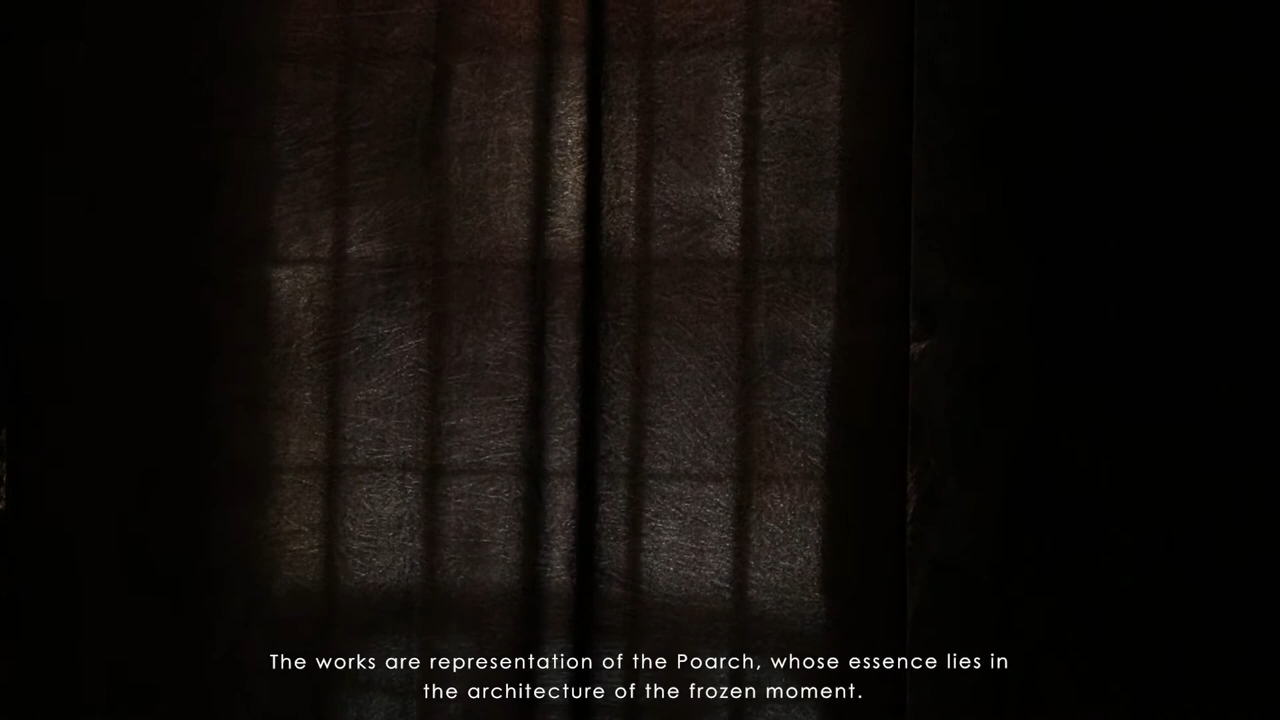 The works are representation of the Poarch, whose essence lies in
the architecture of the frozen moment.